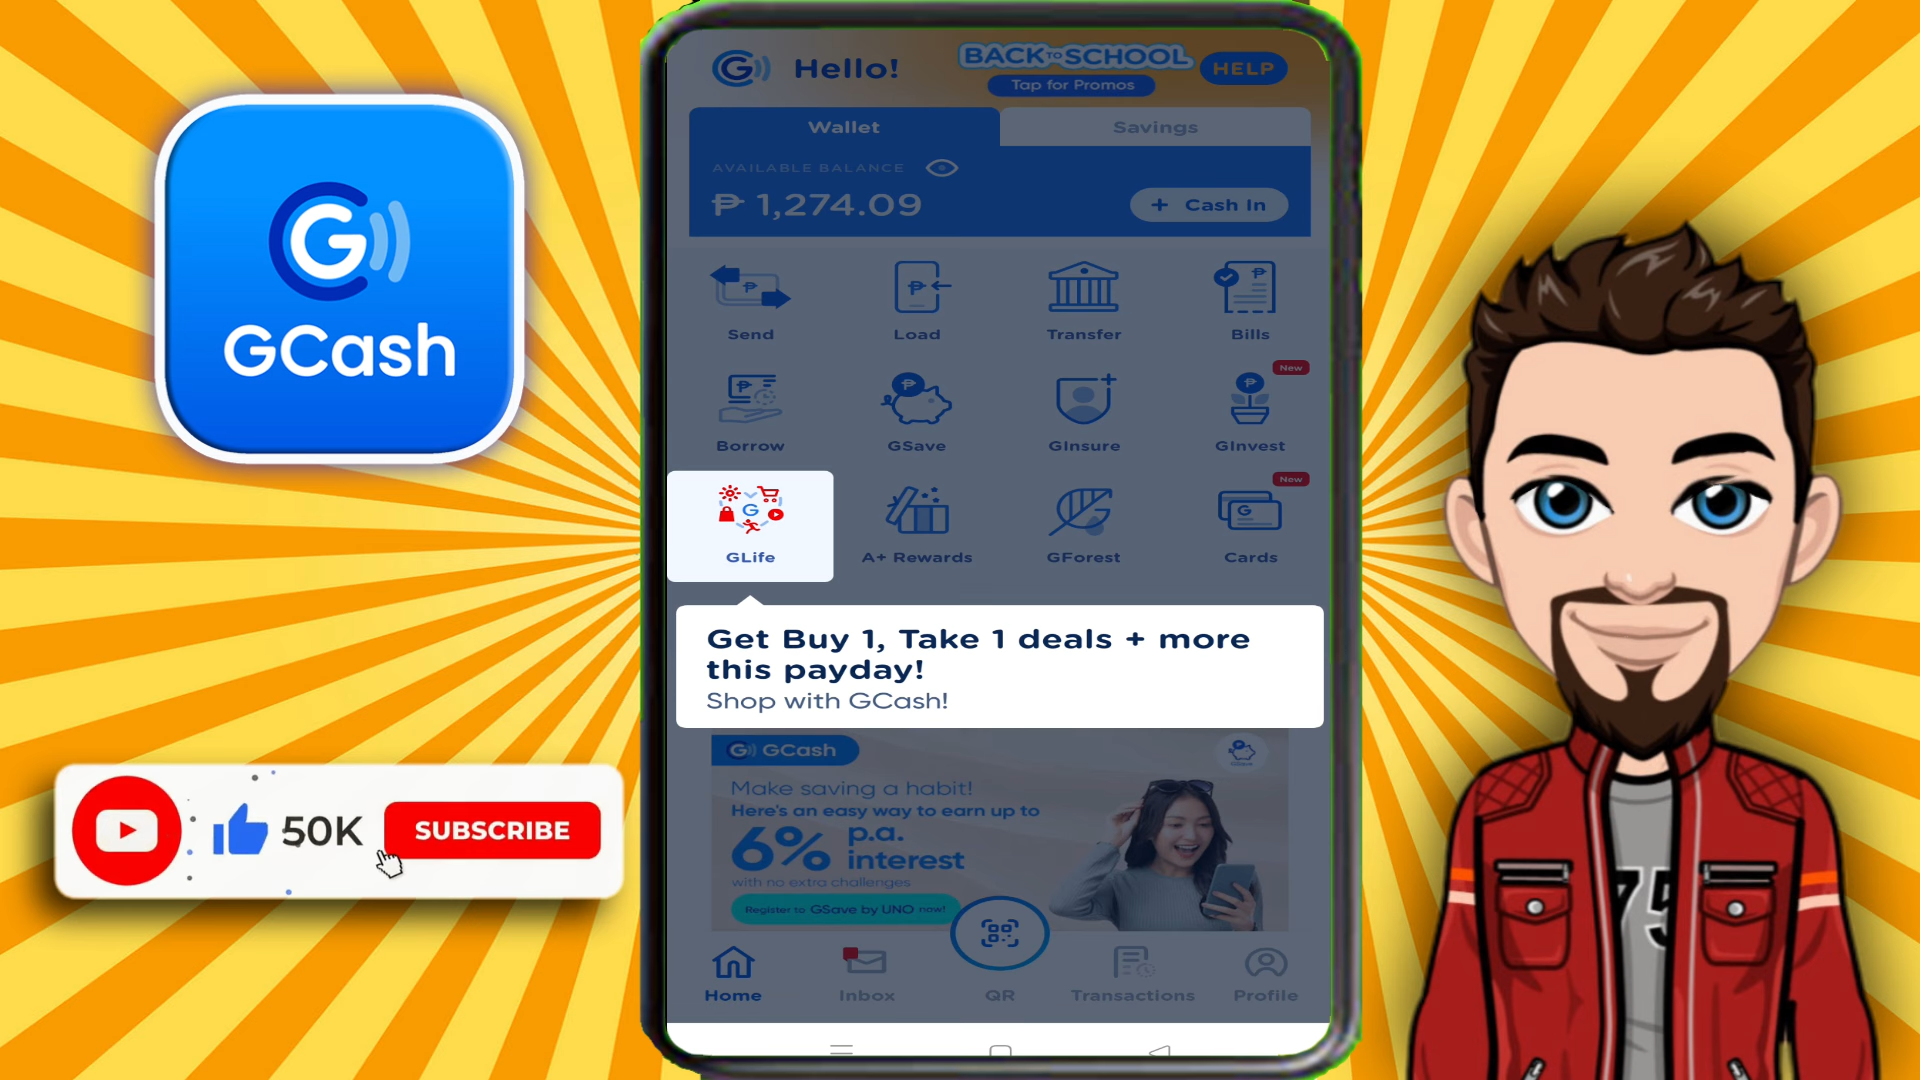 GCash
50K
SUBSCRIBE
Hello!
BACK TO SCHOOL
Tap for Promos
HELP
Wallet
Savings
AVAILABLE BALANCE
₱ 1,274.09
+ Cash In
Send
Load
Transfer
Bills
New
Borrow
GSave
GInsure
GInvest
New
GLife
A+ Rewards
GForest
Cards
Get Buy 1, Take 1 deals + more
this payday!
Shop with GCash!
GCash
Make saving a habit!
Here's an easy way to earn up to
6% p.a.
interest
with no extra challenges
Register to GSave by UNO now!
Home
Inbox
QR
Transactions
Profile
75